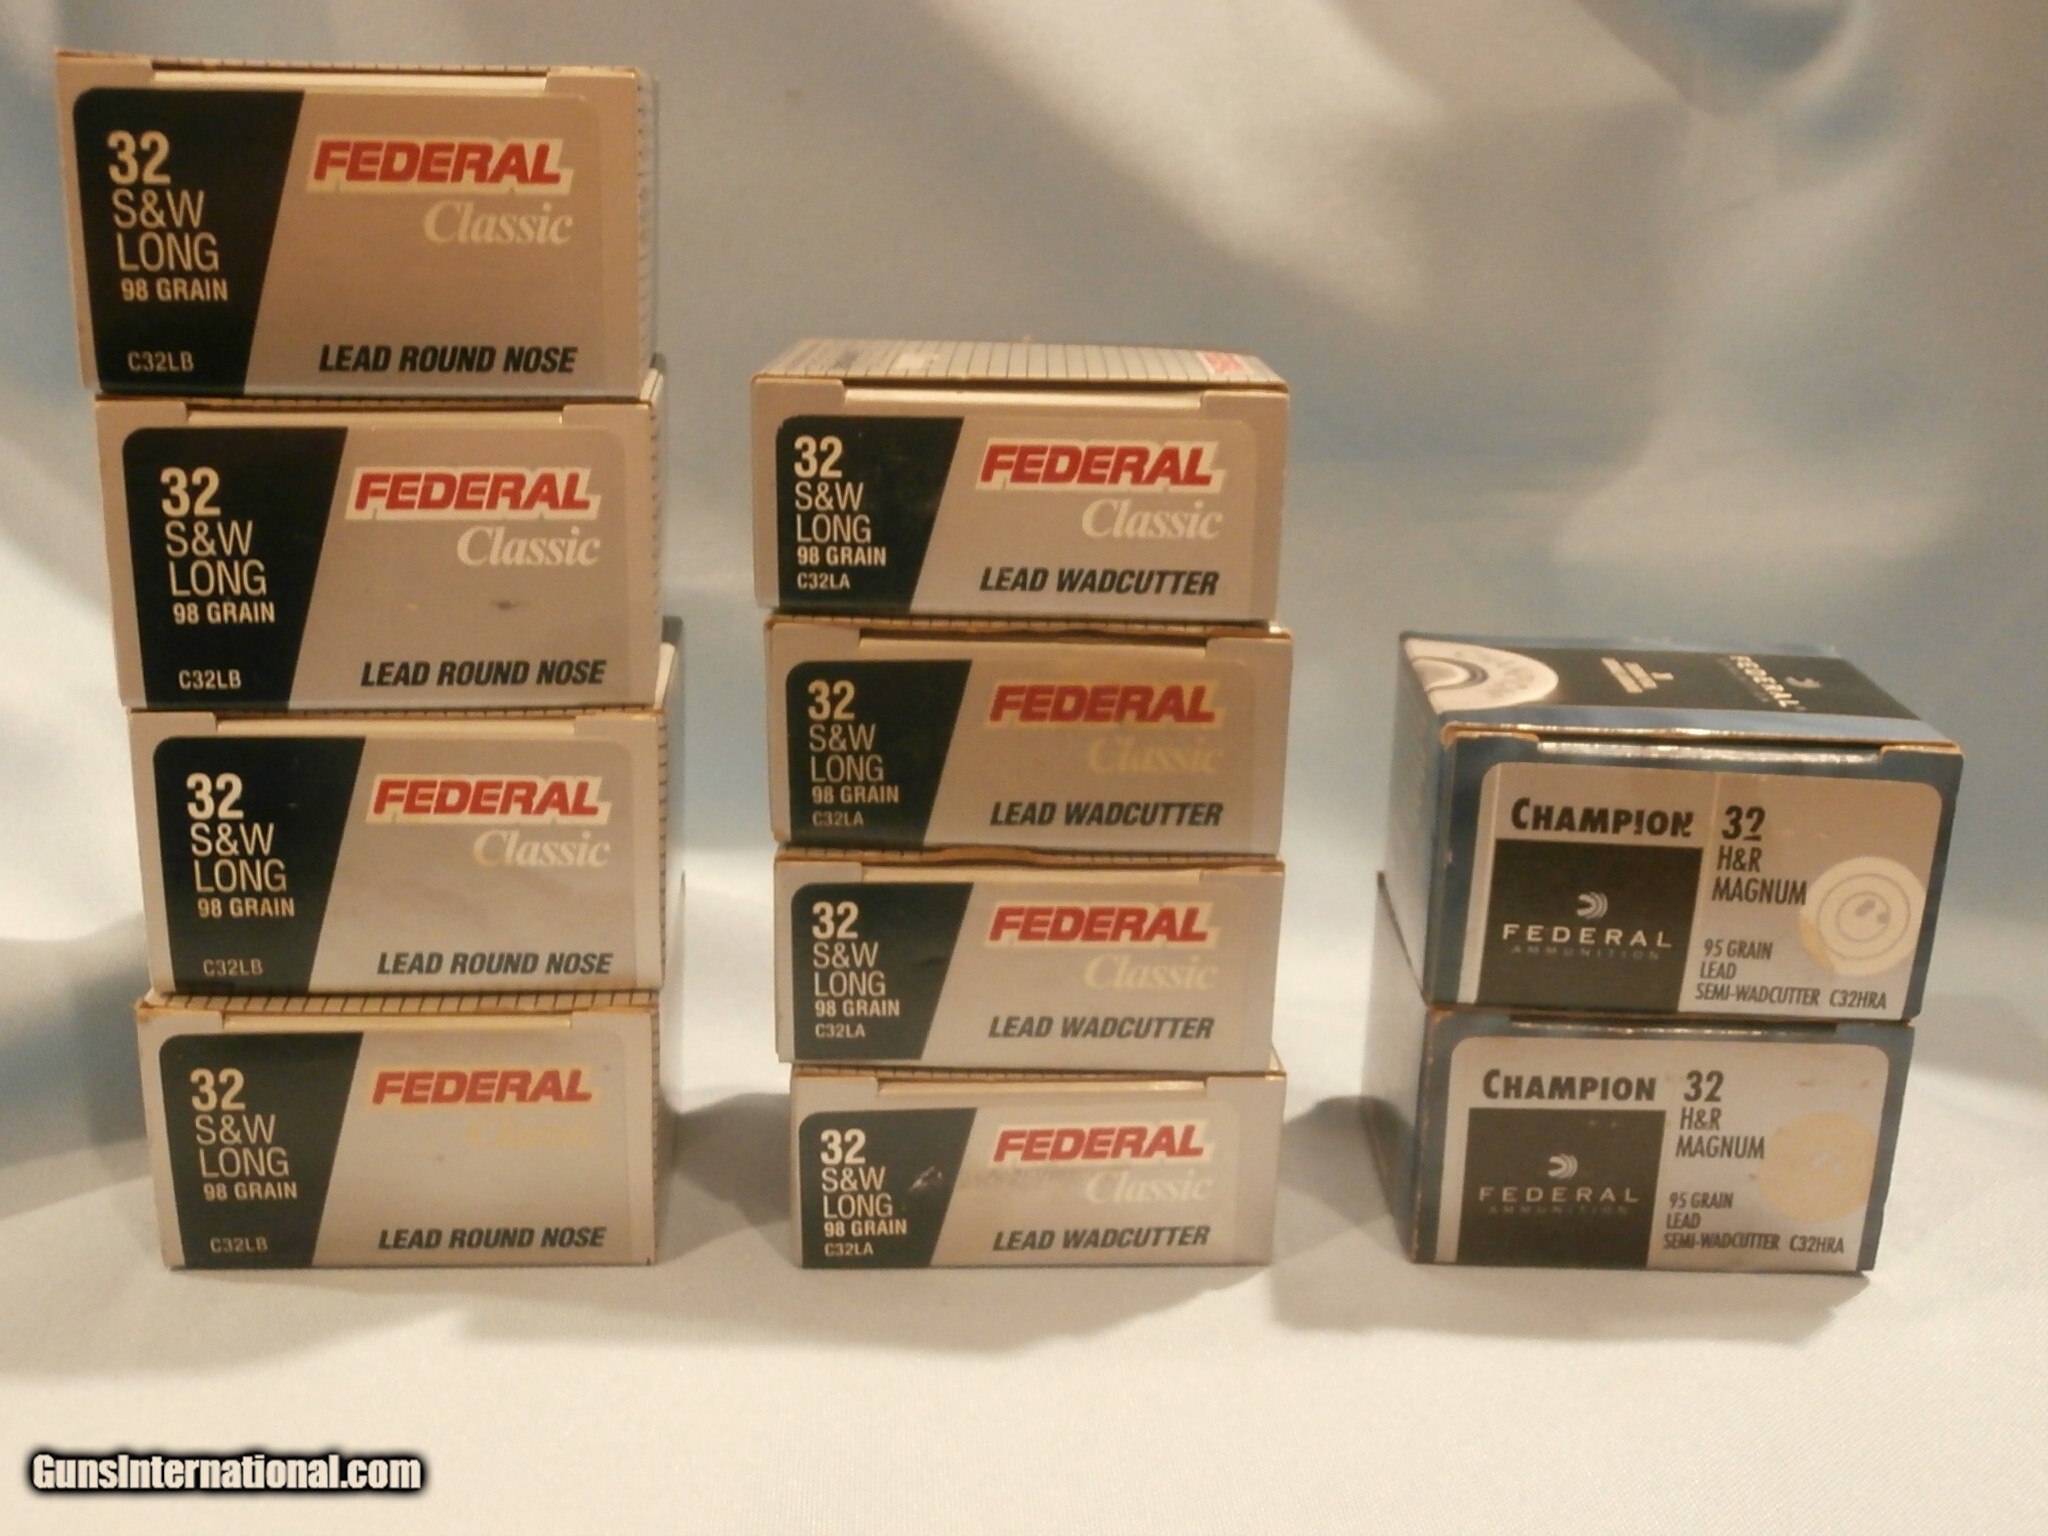 32
S&W
LONG
98 GRAIN
C32LB
FEDERAL
Classic
LEAD ROUND NOSE
32
S&W
LONG
98 GRAIN
C32LB
FEDERAL
Classic
LEAD ROUND NOSE
32
S&W
LONG
98 GRAIN
C32LB
FEDERAL
Classic
LEAD ROUND NOSE
32
S&W
LONG
98 GRAIN
C32LB
FEDERAL
Classic
LEAD ROUND NOSE
32
S&W
LONG
98 GRAIN
C32LA
FEDERAL
Classic
LEAD WADCUTTER
32
S&W
LONG
98 GRAIN
C32LA
FEDERAL
Classic
LEAD WADCUTTER
32
S&W
LONG
98 GRAIN
C32LA
FEDERAL
Classic
LEAD WADCUTTER
32
S&W
LONG
98 GRAIN
C32LA
FEDERAL
Classic
LEAD WADCUTTER
FEDERAL
CHAMPION
FEDERAL
AMMUNITION
32
H&R
MAGNUM
95 GRAIN
LEAD
SEMI-WADCUTTER C32HRA
CHAMPION
FEDERAL
AMMUNITION
32
H&R
MAGNUM
95 GRAIN
LEAD
SEMI-WADCUTTER C32HRA
GunsInternational.com